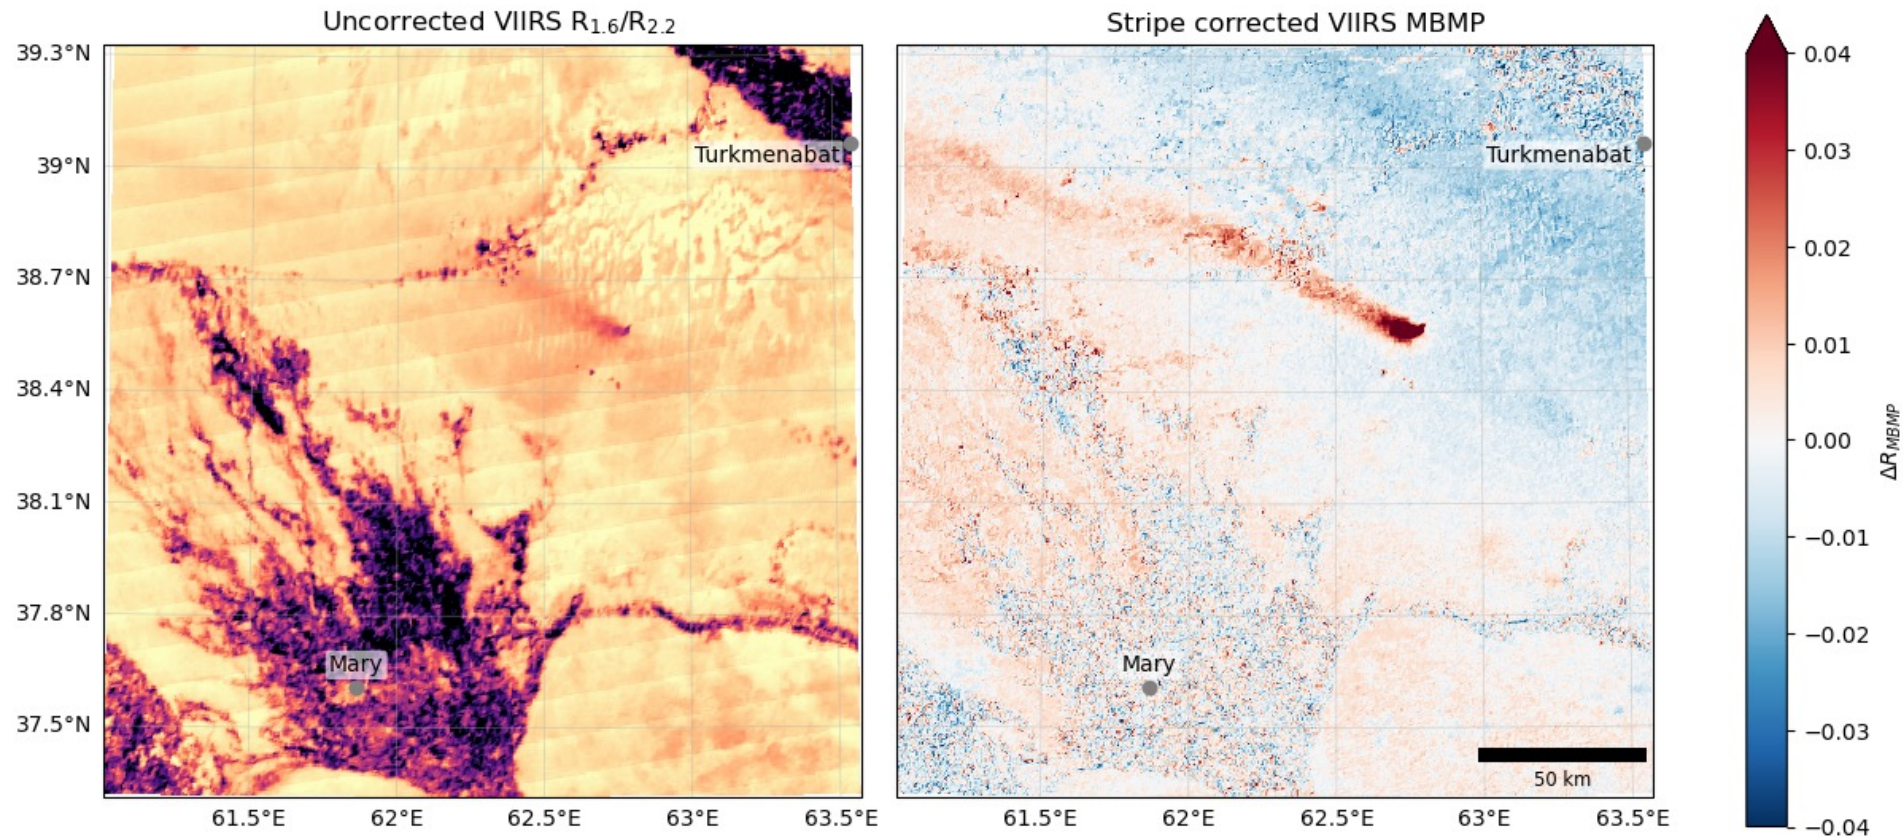 Uncorrected VIIRS R1.6/R2.2
Stripe corrected VIIRS MBMP
39.3°N
39°N
38.7°N
38.4°N
38.1°N
37.8°N
37.5°N
Turkmenabat
Mary
61.5°E 62°E 62.5°E 63°E 63.5°E
Turkmenabat
Mary
50 km
61.5°E 62°E 62.5°E 63°E 63.5°E
0.04
0.03
0.02
0.01
0.00
−0.01
−0.02
−0.03
−0.04
ΔRMBMP